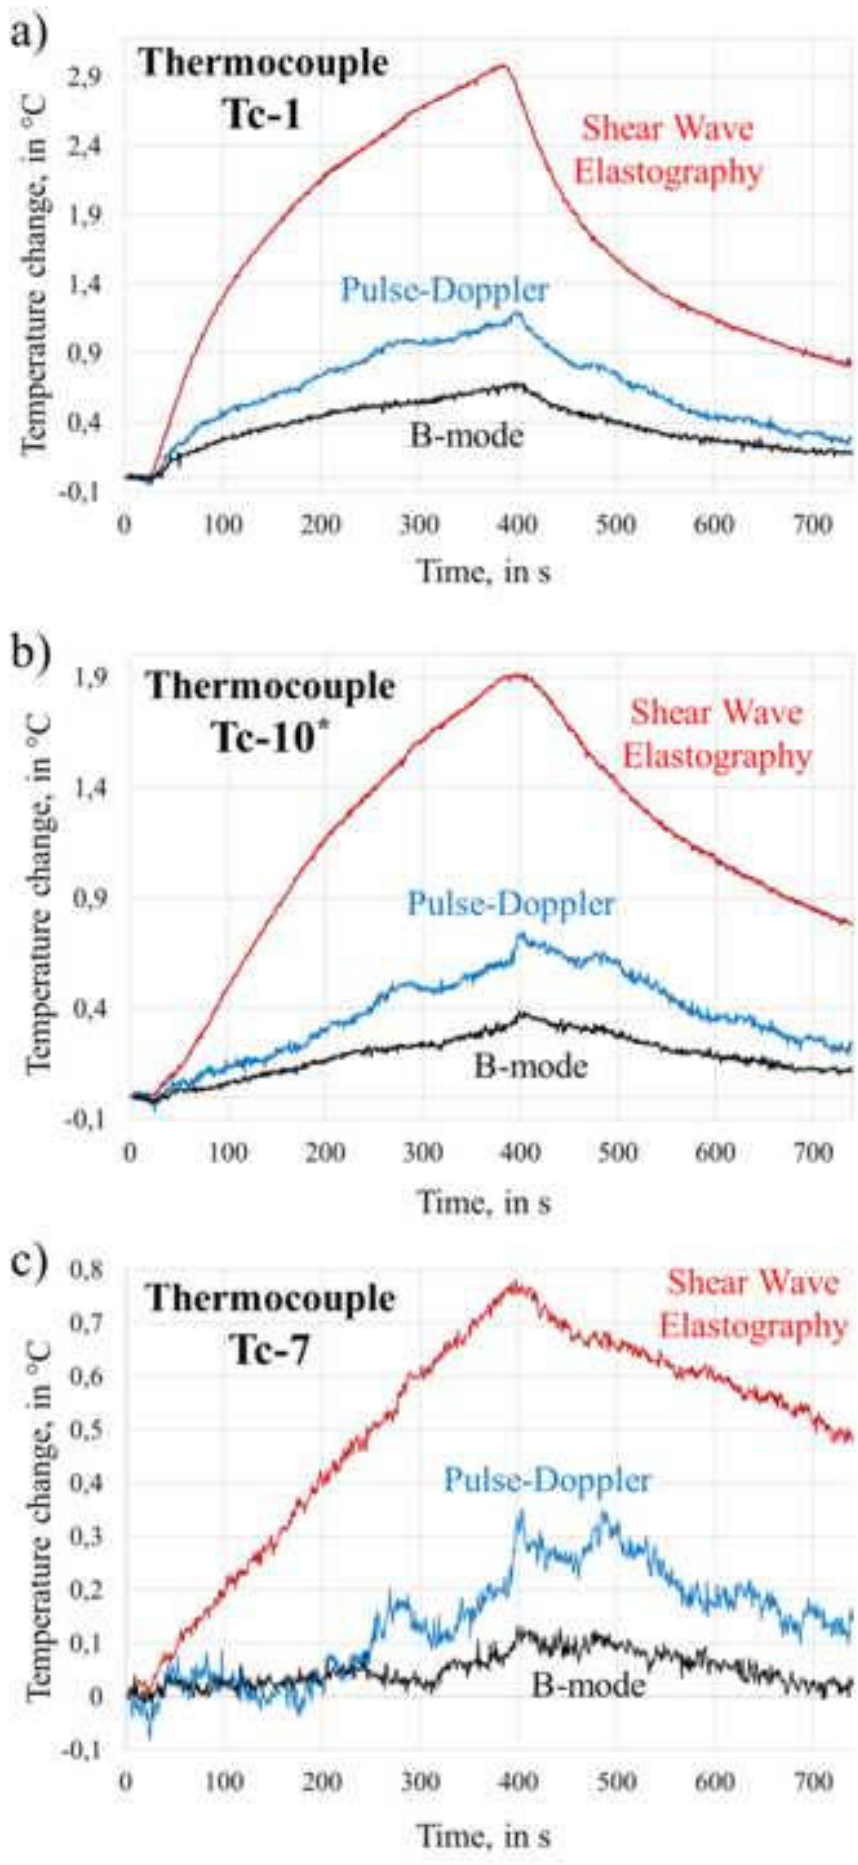 a)
Thermocouple
Tc-1
Shear Wave
Elastography
Pulse-Doppler
B-mode
Temperature change, in °C
2,9
2,4
1,9
1,4
0,9
0,4
-0,1
0 100 200 300 400 500 600 700
Time, in s
b)
Thermocouple
Tc-10*
Shear Wave
Elastography
Pulse-Doppler
B-mode
Temperature change, in °C
1,9
1,4
0,9
0,4
-0,1
0 100 200 300 400 500 600 700
Time, in s
c)
Thermocouple
Tc-7
Shear Wave
Elastography
Pulse-Doppler
B-mode
Temperature change, in °C
0,8
0,7
0,6
0,5
0,4
0,3
0,2
0,1
0
-0,1
0 100 200 300 400 500 600 700
Time, in s